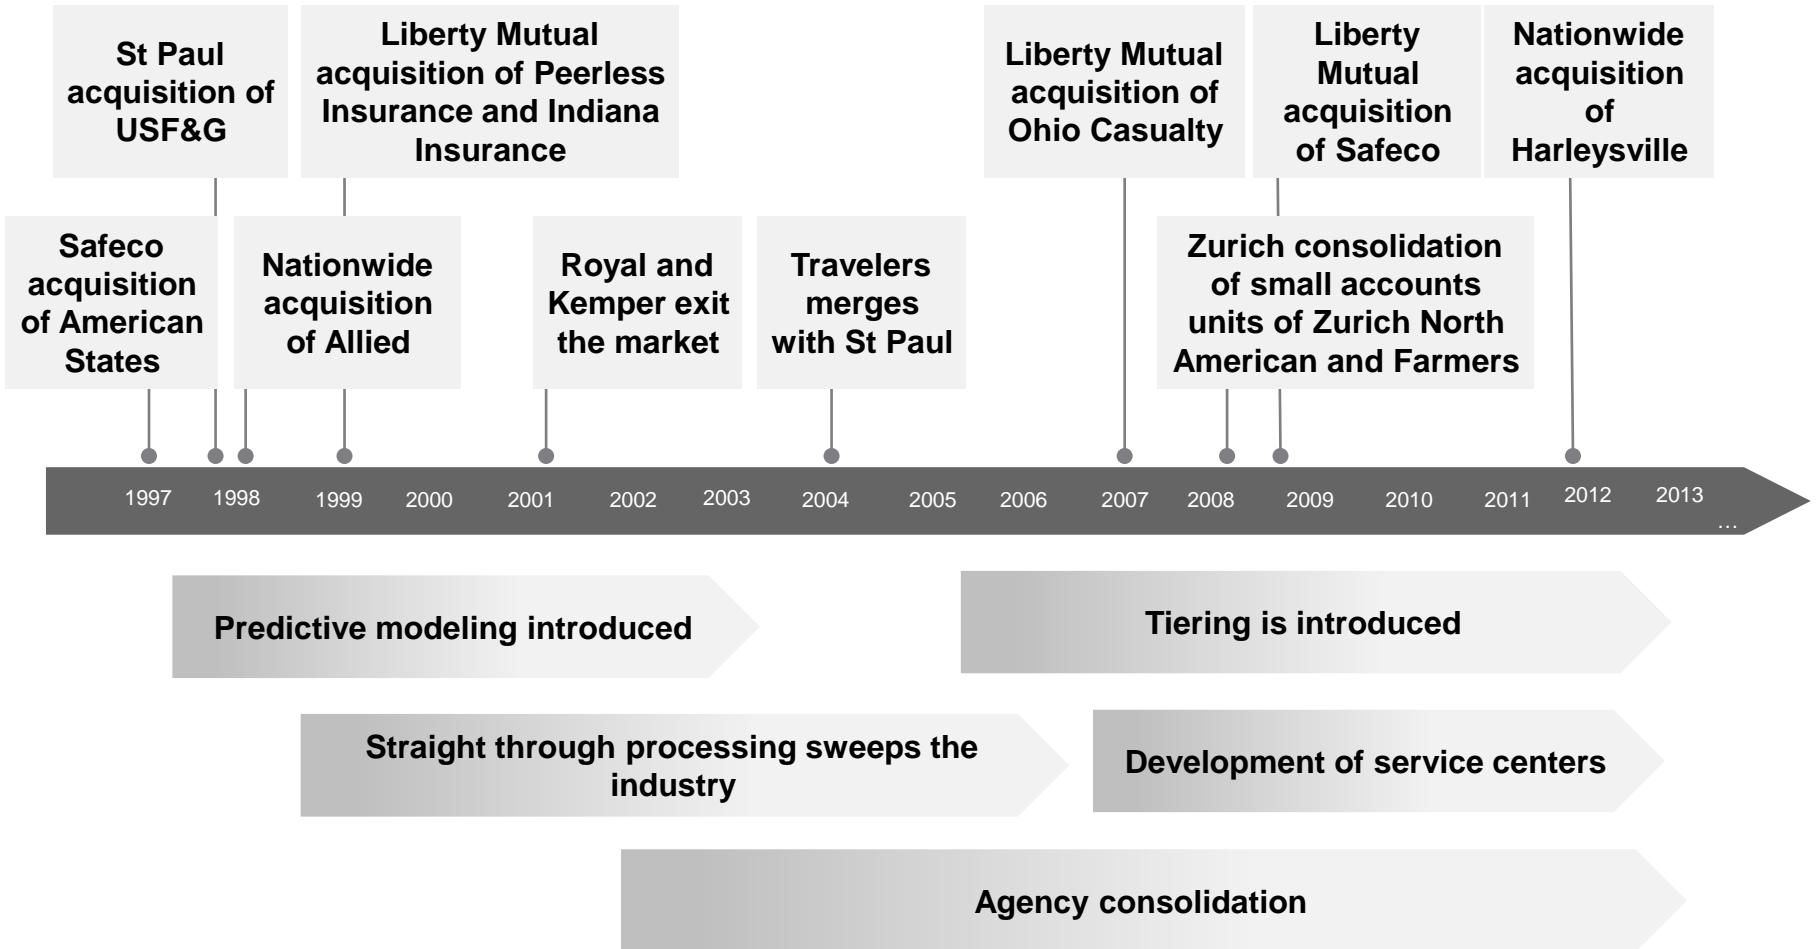 St Paul
acquisition of
USF&G
Liberty Mutual
acquisition of Peerless
Insurance and Indiana
Insurance
Liberty Mutual
acquisition of
Ohio Casualty
Liberty
Mutual
acquisition
of Safeco
Nationwide
acquisition
of
Harleysville
Safeco
acquisition
of American
States
Nationwide
acquisition
of Allied
Royal and
Kemper exit
the market
Travelers
merges
with St Paul
Zurich consolidation
of small accounts
units of Zurich North
American and Farmers
1997 1998 1999 2000 2001 2002 2003 2004 2005 2006 2007 2008 2009 2010 2011 2012 2013
…
Predictive modeling introduced
Tiering is introduced
Straight through processing sweeps the
industry
Development of service centers
Agency consolidation